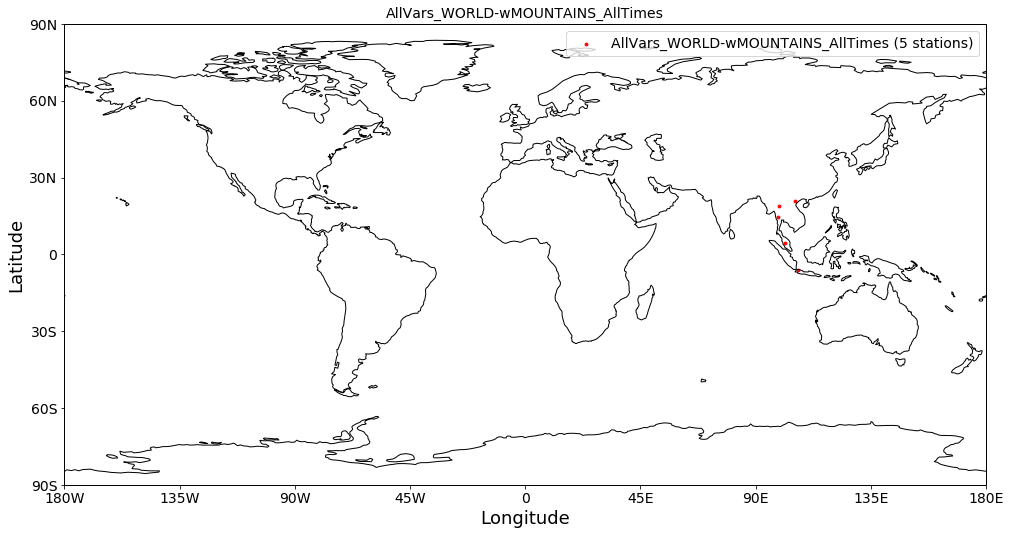 AllVars_WORLD-wMOUNTAINS_AllTimes
90N
AllVars_WORLD-wMOUNTAINS_AllTimes (5 stations)
60N
30N
0
30S
60S
90S
Latitude
180W 135W 90W 45W 0 45E 90E 135E 180E
Longitude